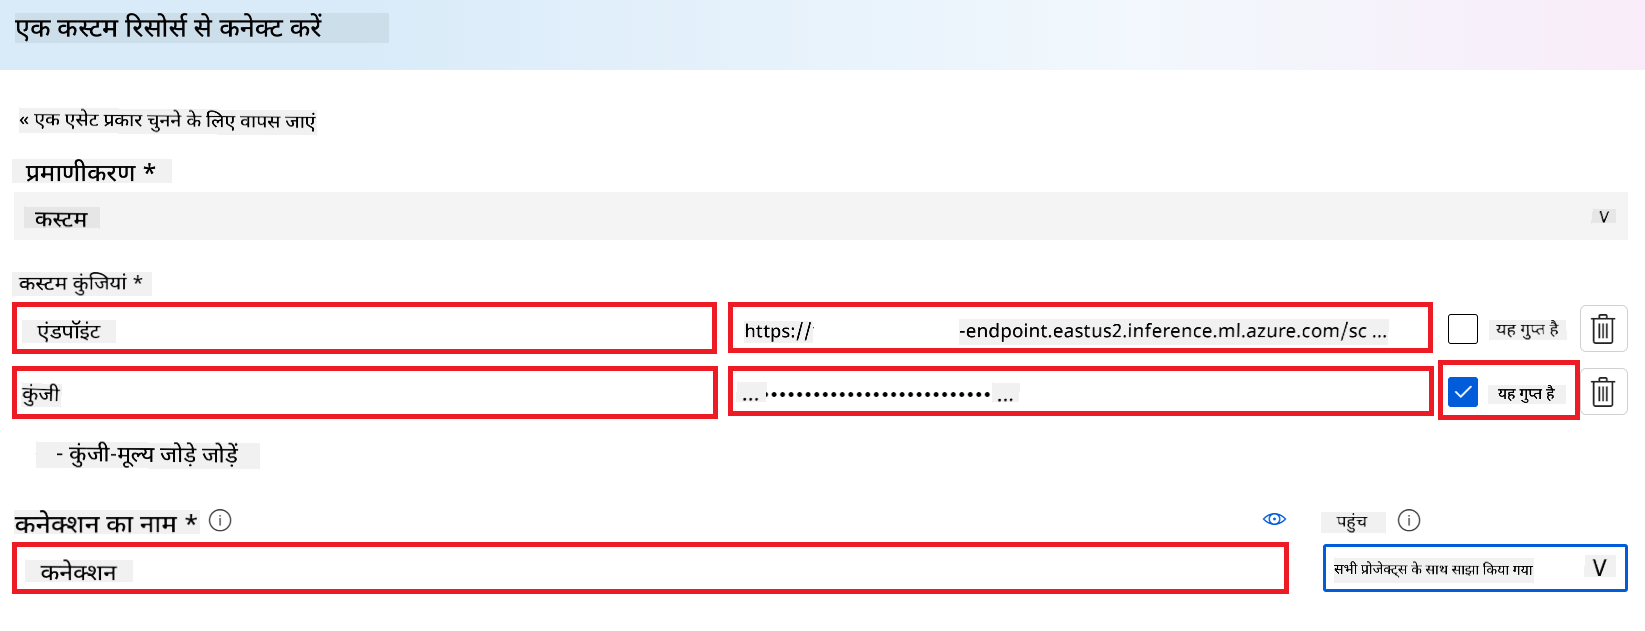 एक कस्टम रिसोर्स से कनेक्ट करें
« एक एसेट प्रकार चुनने के लिए वापस जाएं
प्रमाणीकरण *
कस्टम V
कस्टम कुंजियां *
एंडपॉइंट https:// -endpoint.eastus2.inference.ml.azure.com/sc ... यह गुप्त है
कुंजी ...•••••••••••••••••••••••••••• ... यह गुप्त है
- कुंजी-मूल्य जोड़े जोड़ें
कनेक्शन का नाम * पहुंच
कनेक्शन सभी प्रोजेक्ट्स के साथ साझा किया गया V